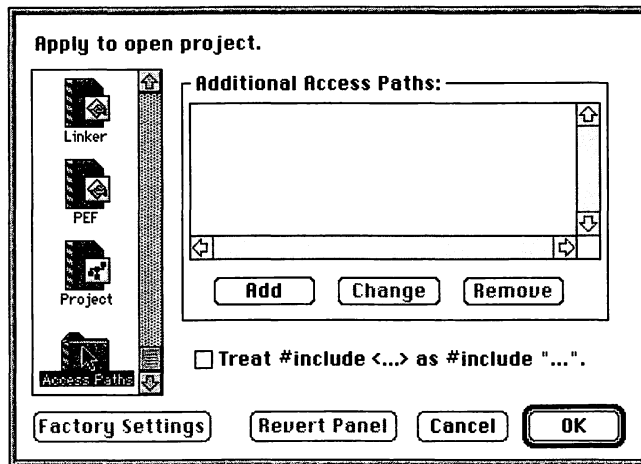 Apply to open project.
Linker
PEF
Project
Access Paths
Additional Access Paths:
Add
Change
Remove
Treat #include <...> as #include "...".
Factory Settings
Revert Panel
Cancel
OK